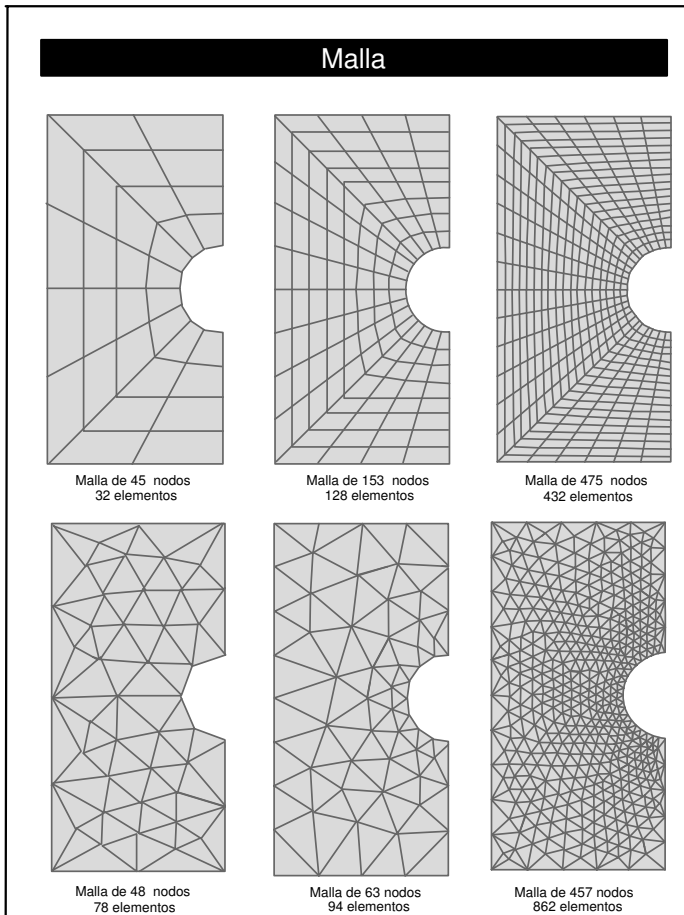 Malla
Malla de 45 nodos
32 elementos
Malla de 153 nodos
128 elementos
Malla de 475 nodos
432 elementos
Malla de 48 nodos
78 elementos
Malla de 63 nodos
94 elementos
Malla de 457 nodos
862 elementos